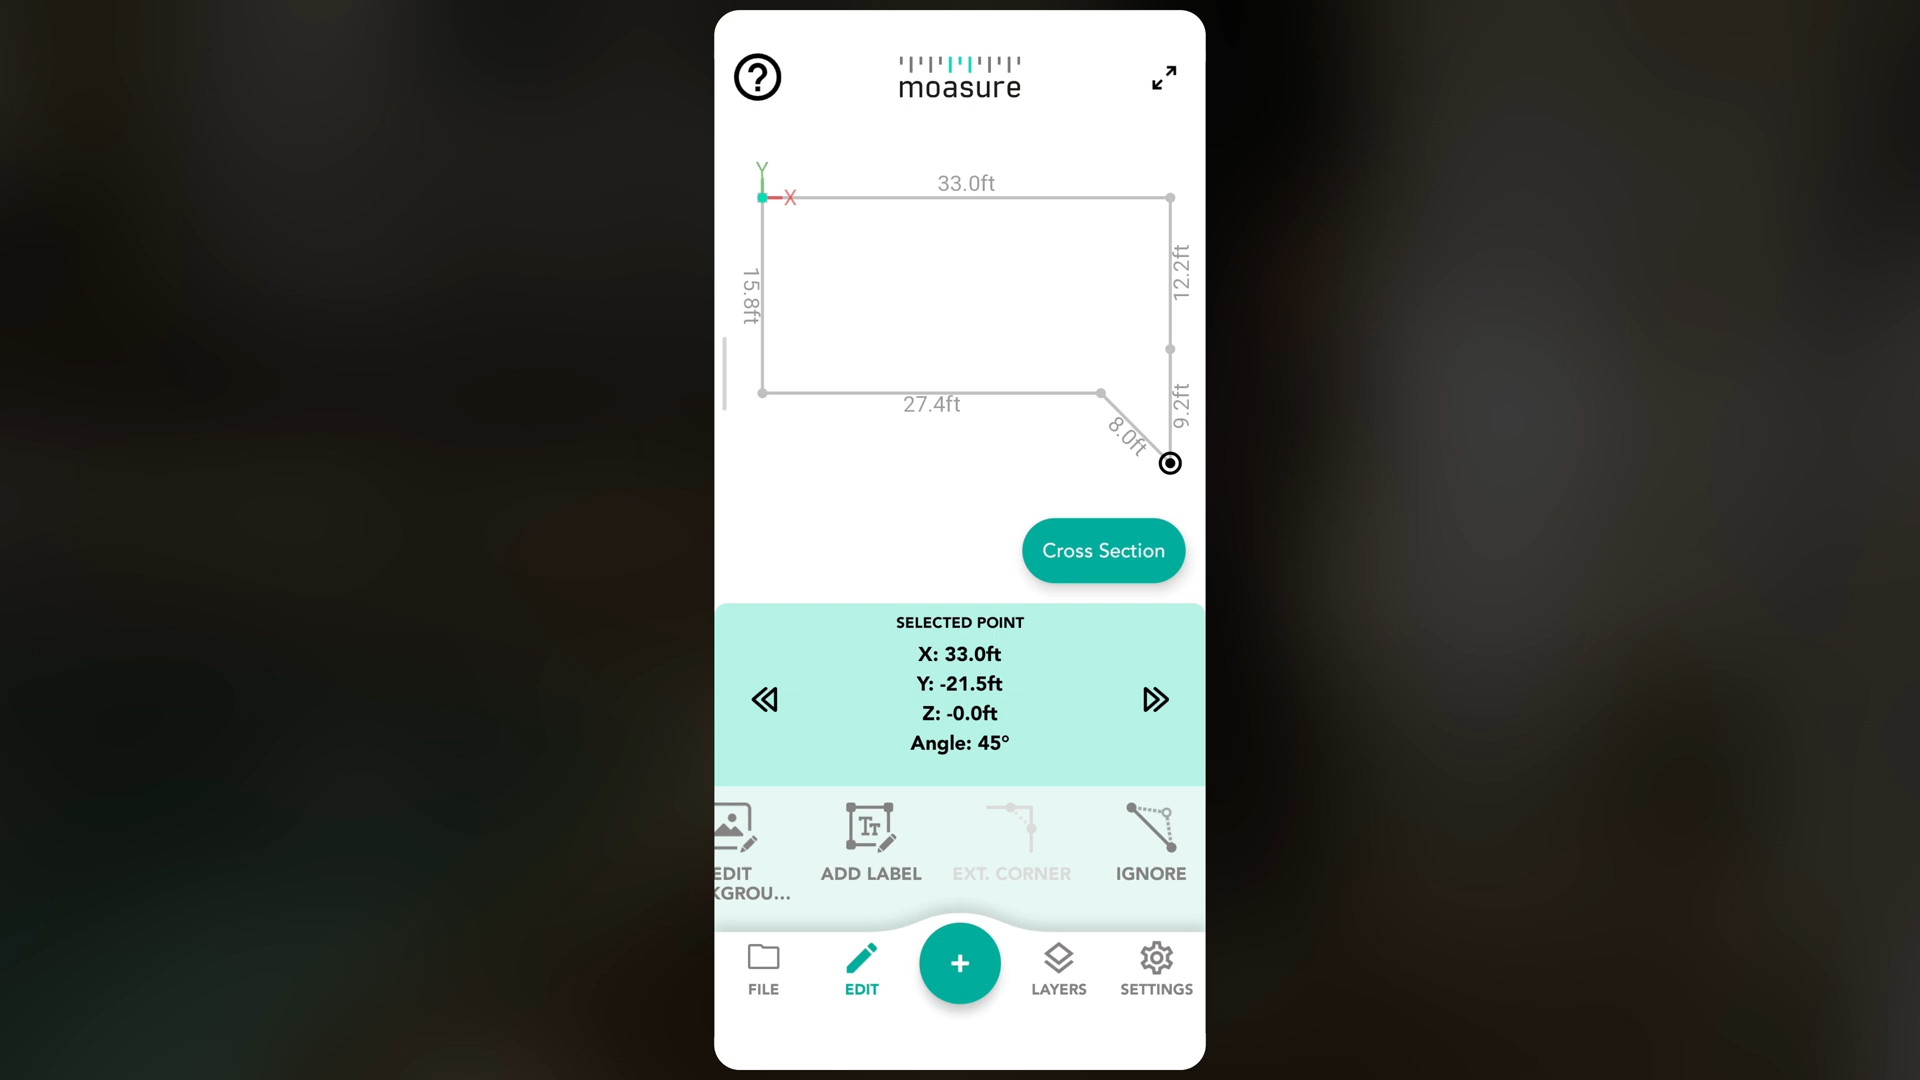 ?
moasure
Y
X
33.0ft
12.2ft
15.8ft
9.2ft
27.4ft
8.0ft
Cross Section
SELECTED POINT
X: 33.0ft
Y: -21.5ft
Z: -0.0ft
Angle: 45°
EDIT
KGROU...
TT
ADD LABEL
EXT. CORNER
IGNORE
+
FILE
EDIT
LAYERS
SETTINGS